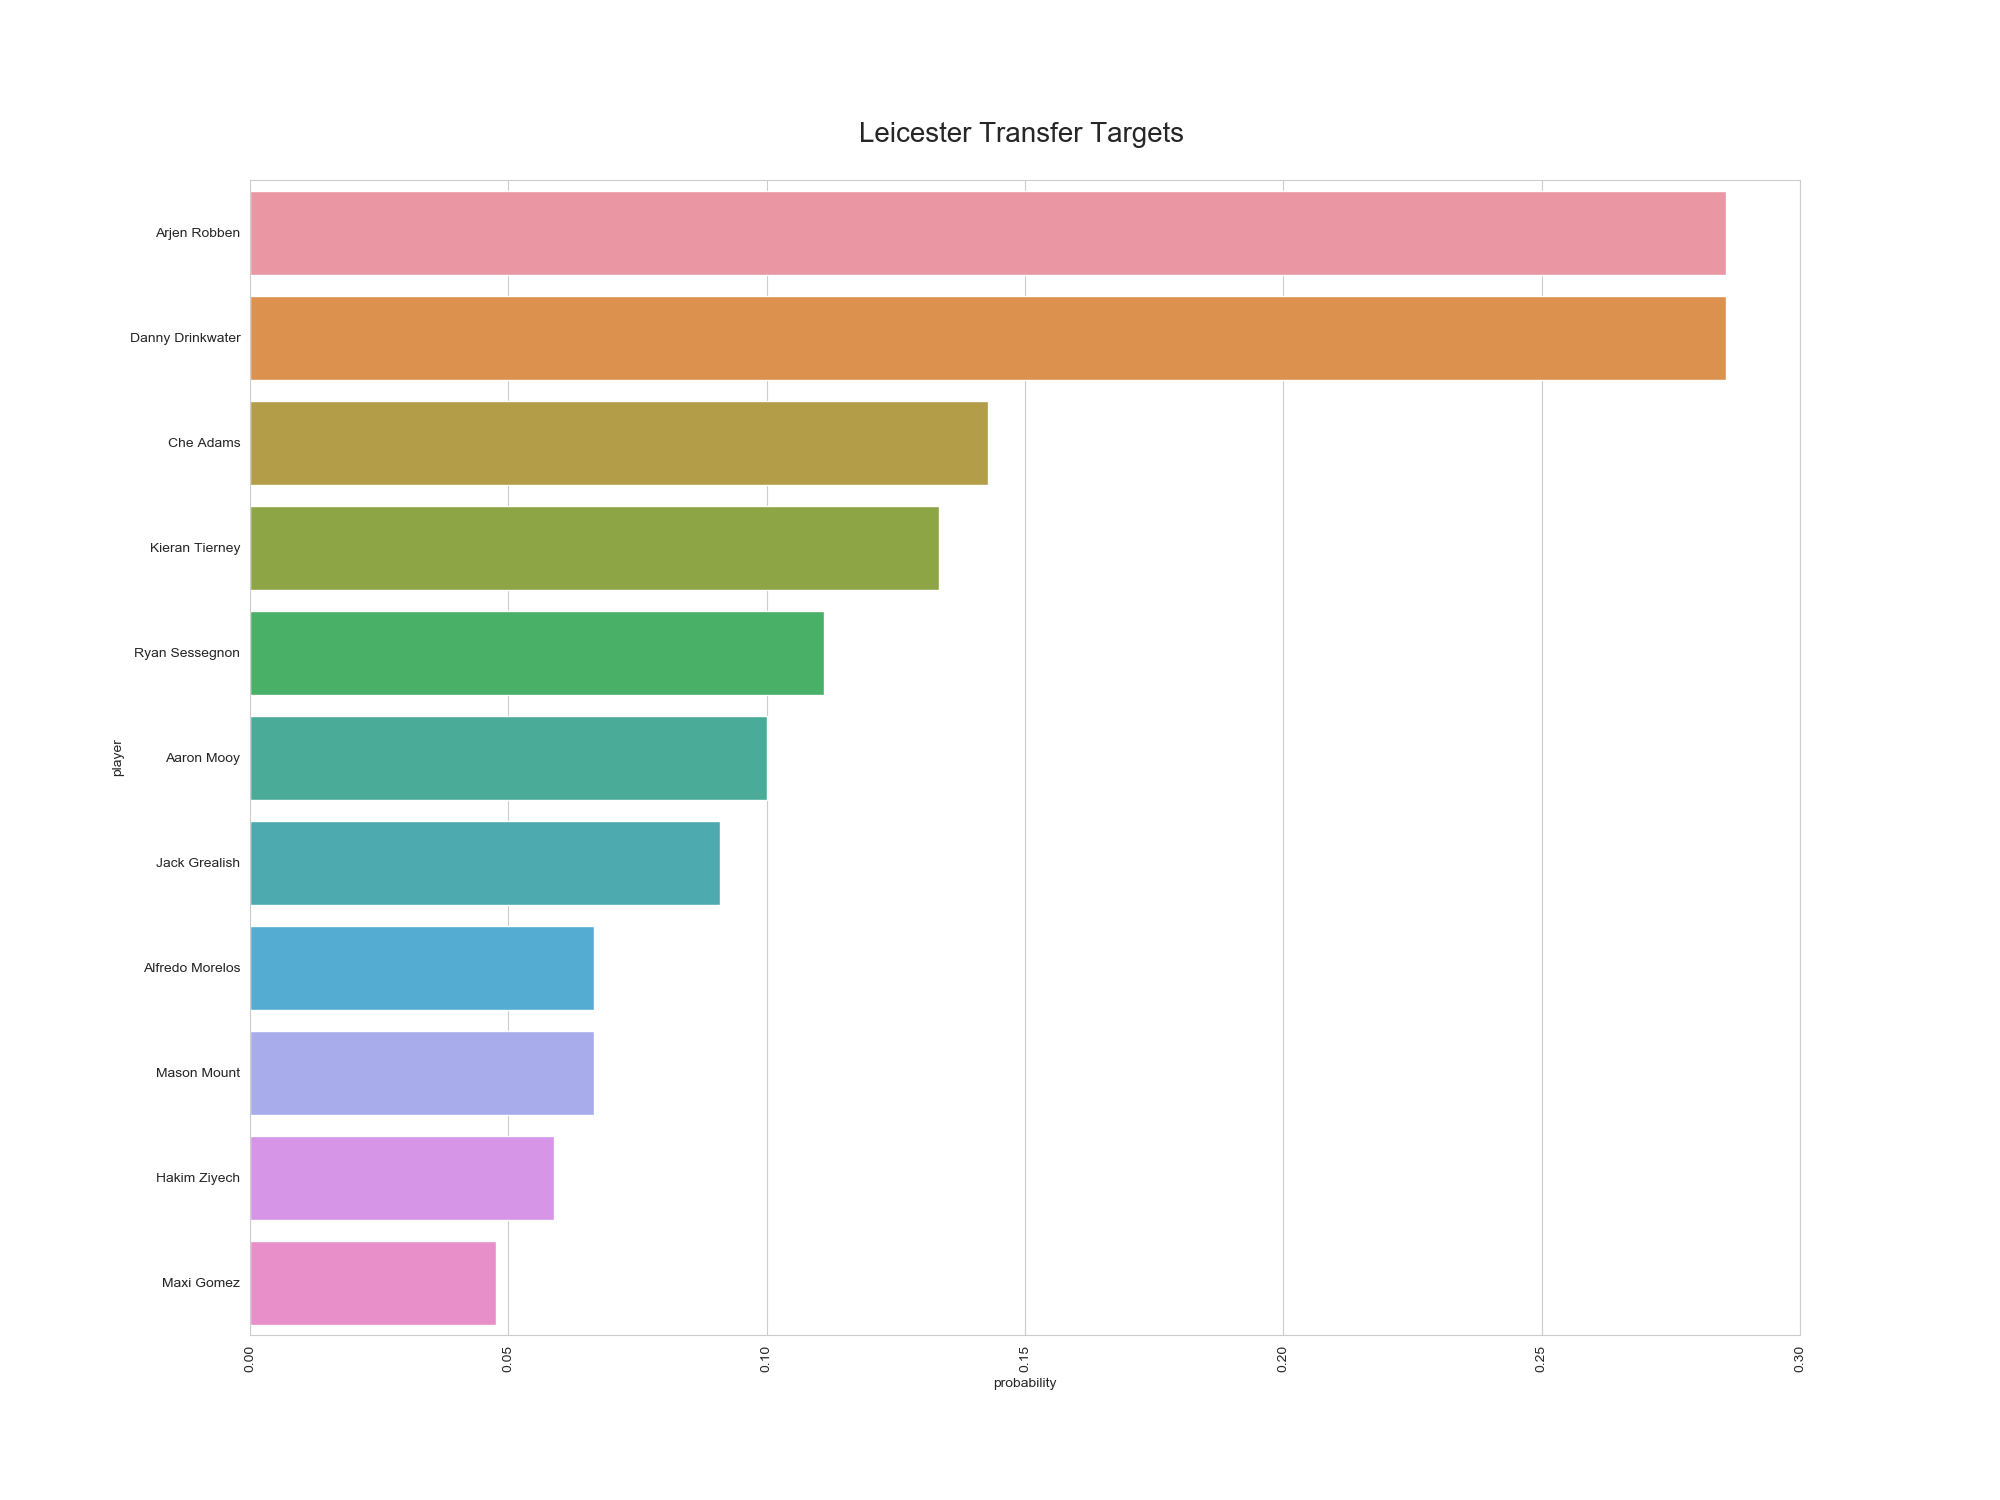 Leicester Transfer Targets
Arjen Robben
Danny Drinkwater
Che Adams
Kieran Tierney
Ryan Sessegnon
Aaron Mooy
Jack Grealish
Alfredo Morelos
Mason Mount
Hakim Ziyech
Maxi Gomez
player
0.00 0.05 0.10 0.15 0.20 0.25 0.30
probability